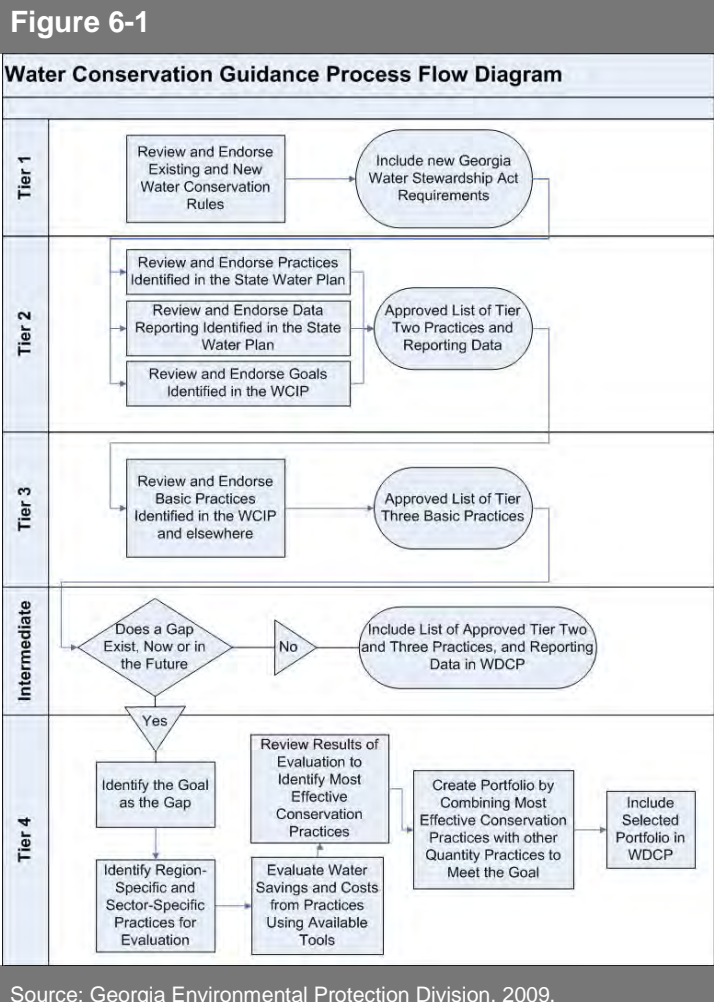 Figure 6-1
Water Conservation Guidance Process Flow Diagram
Tier 1
Review and Endorse
Existing and New
Water Conservation
Rules
Include new Georgia
Water Stewardship Act
Requirements
Tier 2
Review and Endorse Practices
Identified in the State Water Plan
Review and Endorse Data
Reporting Identified in the State
Water Plan
Review and Endorse Goals
Identified in the WCIP
Approved List of Tier
Two Practices and
Reporting Data
Tier 3
Review and Endorse
Basic Practices
Identified in the WCIP
and elsewhere
Approved List of Tier
Three Basic Practices
Intermediate
Does a Gap
Exist, Now or in
the Future
No
Include List of Approved Tier Two
and Three Practices, and Reporting
Data in WDCP
Yes
Tier 4
Identify the Goal
as the Gap
Identify Region-
Specific and
Sector-Specific
Practices for
Evaluation
Evaluate Water
Savings and Costs
from Practices
Using Available
Tools
Review Results of
Evaluation to
Identify Most
Effective
Conservation
Practices
Create Portfolio by
Combining Most
Effective Conservation
Practices with other
Quantity Practices to
Meet the Goal
Include
Selected
Portfolio in
WDCP
Source: Georgia Environmental Protection Division, 2009.